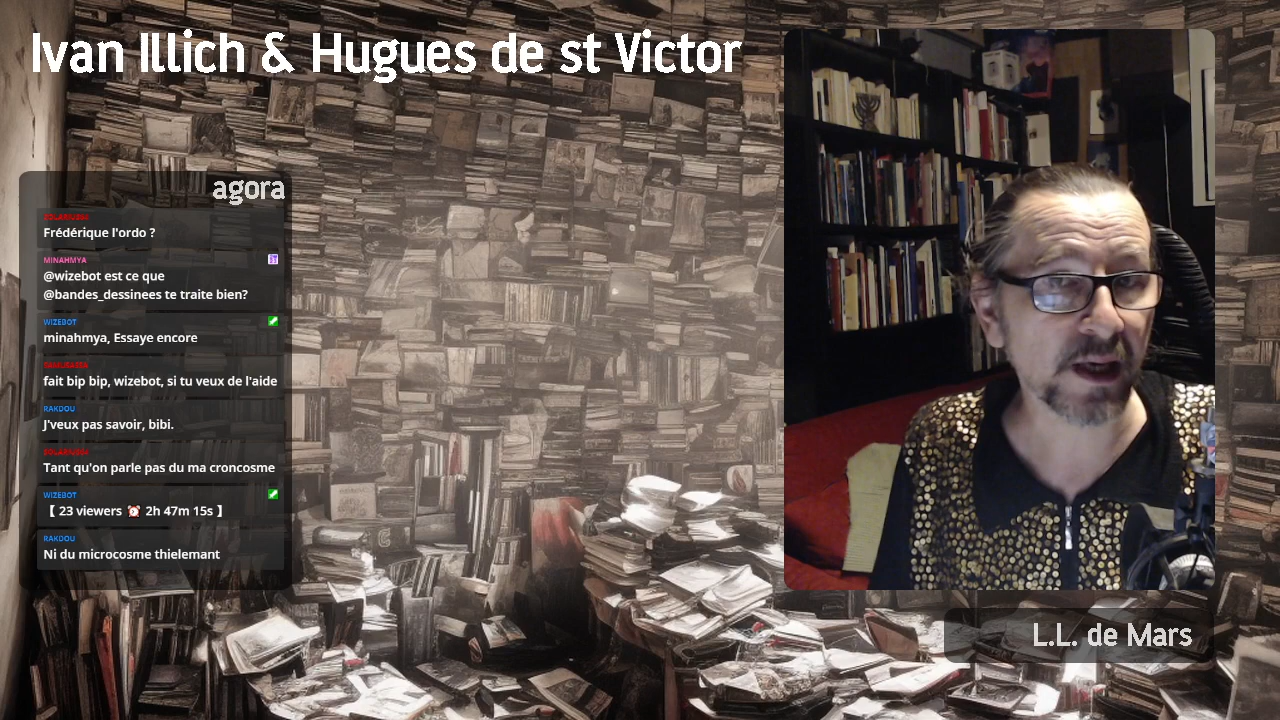 Ivan Illich & Hugues de st Victor
agora
Frédérique l'ordo ?
MINAHMYA
@wizebot est ce que
@bandes_dessinees te traite bien?
WIZEBOT
minahmya, Essaye encore
fait bip bip, wizebot, si tu veux de l'aide
RAKDOU
J'veux pas savoir, bibi.
Tant qu'on parle pas du ma croncosme
WIZEBOT
【 23 viewers ⏰ 2h 47m 15s 】
RAKDOU
Ni du microcosme thielemant
L.L. de Mars